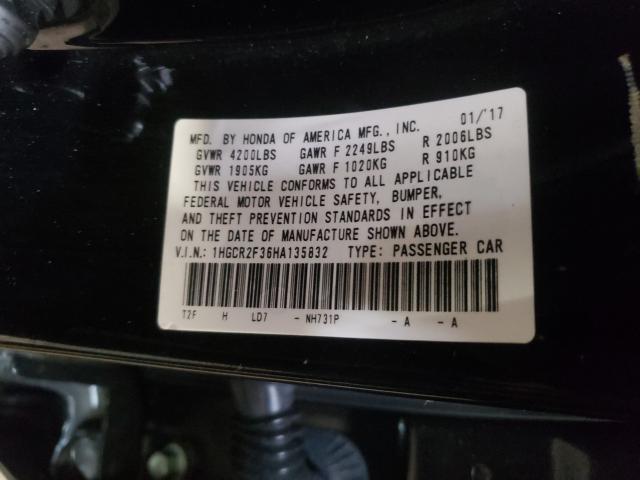 MFD. BY HONDA OF AMERICA MFG., INC. 01/'17
GVWR 4200LBS GAWR F 2249LBS R 2006LBS
GVWR 1905KG GAWR F 1020KG R 910KG
THIS VEHICLE CONFORMS TO ALL APPLICABLE
FEDERAL MOTOR VEHICLE SAFETY, BUMPER,
AND THEFT PREVENTION STANDARDS IN EFFECT
ON THE DATE OF MANUFACTURE SHOWN ABOVE.
V.I.N.: 1HGCR2F36HA135832 TYPE: PASSENGER CAR
T2F H LD7 - NH731P - A - A